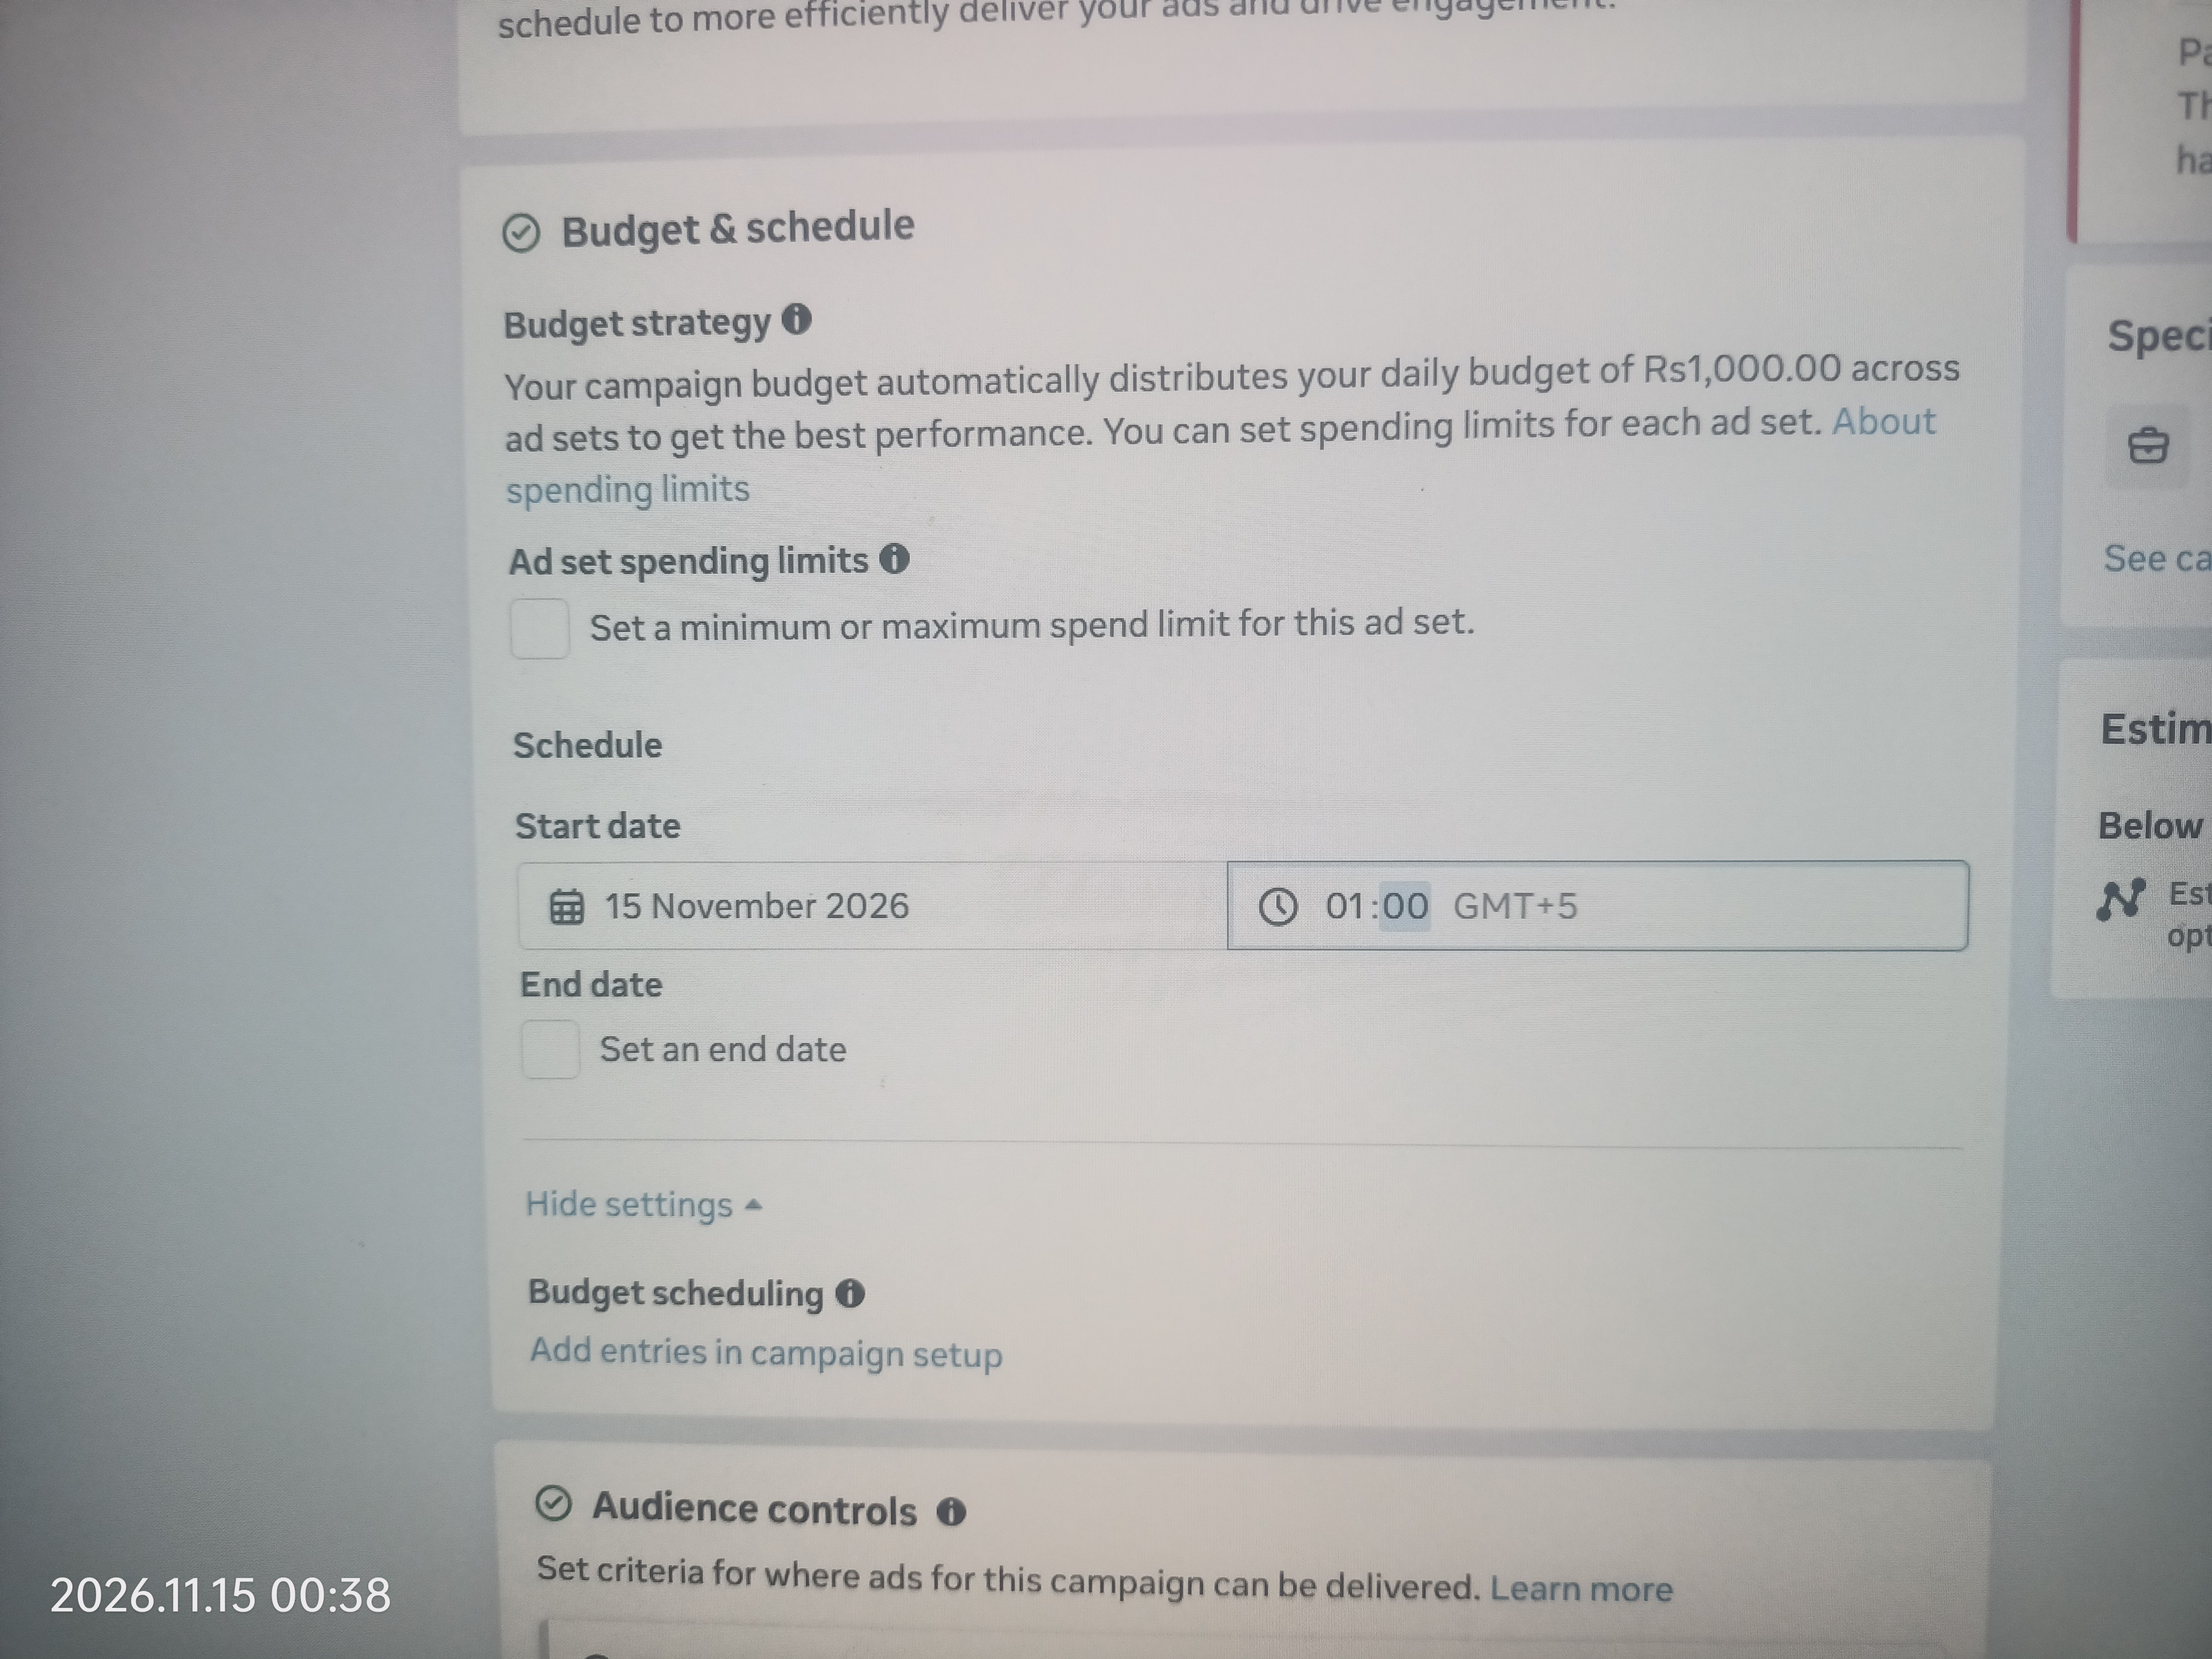 schedule to more efficiently deliver your ads and drive engagement.
Budget & schedule
Budget strategy
Your campaign budget automatically distributes your daily budget of Rs1,000.00 across
ad sets to get the best performance. You can set spending limits for each ad set. About
spending limits
Ad set spending limits
Set a minimum or maximum spend limit for this ad set.
Schedule
Start date
15 November 2026
01:00 GMT+5
End date
Set an end date
Hide settings
Budget scheduling
Add entries in campaign setup
Audience controls
Set criteria for where ads for this campaign can be delivered. Learn more
Pa
Th
ha
Speci
See ca
Estim
Below
Est
opt
2026.11.15 00:38